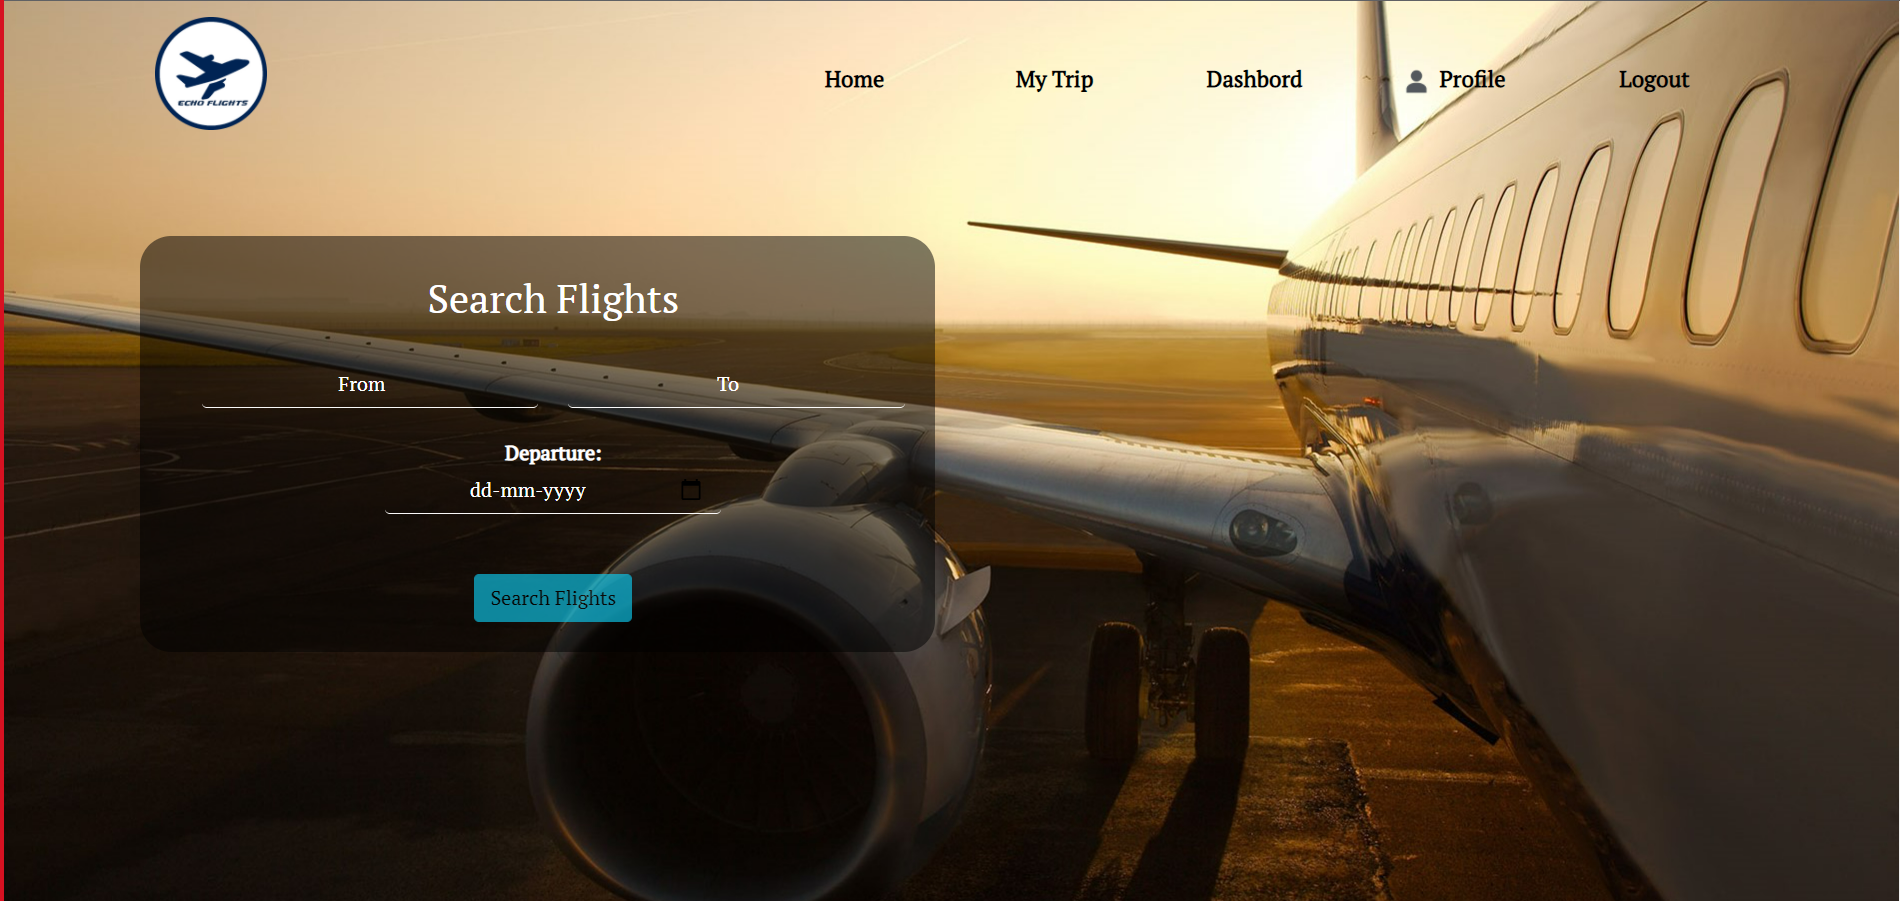 ECHO FLIGHTS
Home My Trip Dashbord Profile Logout
Search Flights
From To
Departure:
dd-mm-yyyy
Search Flights